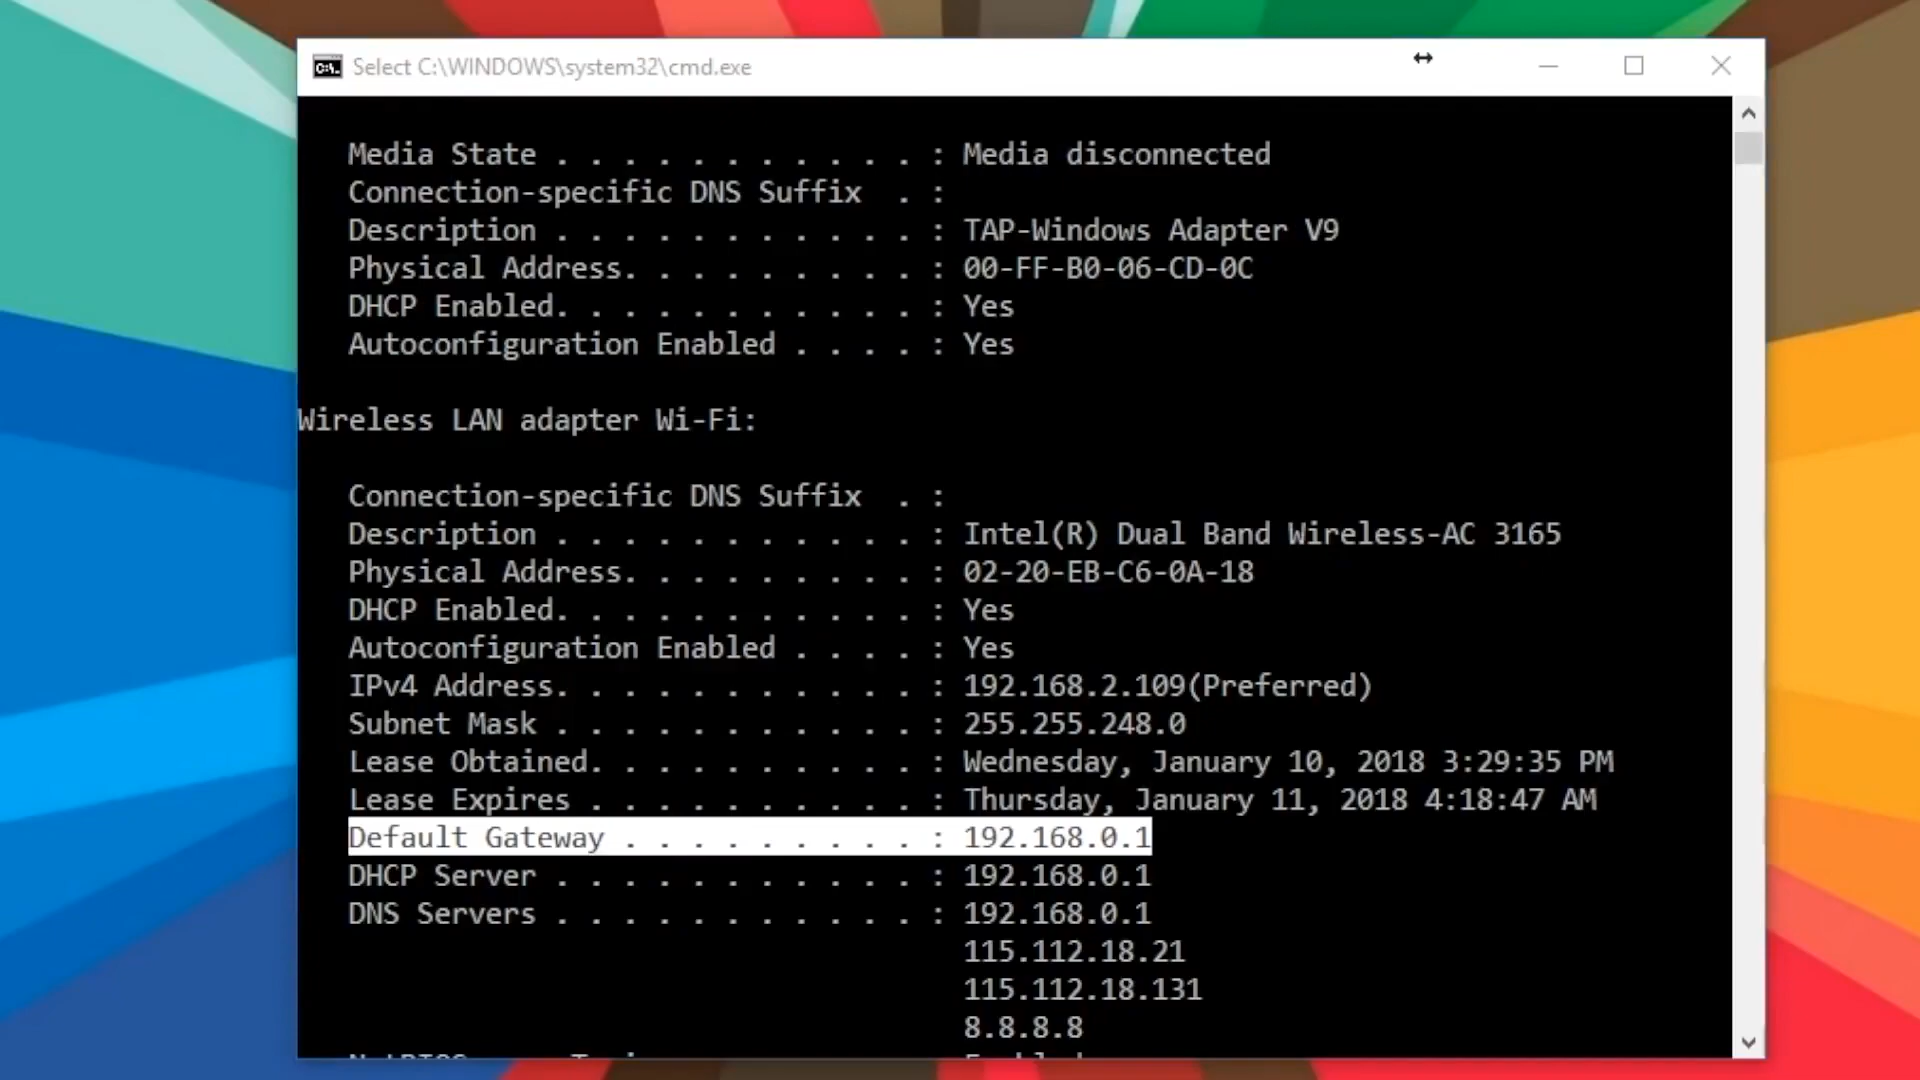 Select C:\WINDOWS\system32\cmd.exe
Media State . . . . . . . . . . . : Media disconnected
Connection-specific DNS Suffix  . :
Description . . . . . . . . . . . : TAP-Windows Adapter V9
Physical Address. . . . . . . . . : 00-FF-B0-06-CD-0C
DHCP Enabled. . . . . . . . . . . : Yes
Autoconfiguration Enabled . . . . : Yes
Wireless LAN adapter Wi-Fi:
Connection-specific DNS Suffix  . :
Description . . . . . . . . . . . : Intel(R) Dual Band Wireless-AC 3165
Physical Address. . . . . . . . . : 02-20-EB-C6-0A-18
DHCP Enabled. . . . . . . . . . . : Yes
Autoconfiguration Enabled . . . . : Yes
IPv4 Address. . . . . . . . . . . : 192.168.2.109(Preferred)
Subnet Mask . . . . . . . . . . . : 255.255.248.0
Lease Obtained. . . . . . . . . . : Wednesday, January 10, 2018 3:29:35 PM
Lease Expires . . . . . . . . . . : Thursday, January 11, 2018 4:18:47 AM
Default Gateway . . . . . . . . . : 192.168.0.1
DHCP Server . . . . . . . . . . . : 192.168.0.1
DNS Servers . . . . . . . . . . . : 192.168.0.1
115.112.18.21
115.112.18.131
8.8.8.8